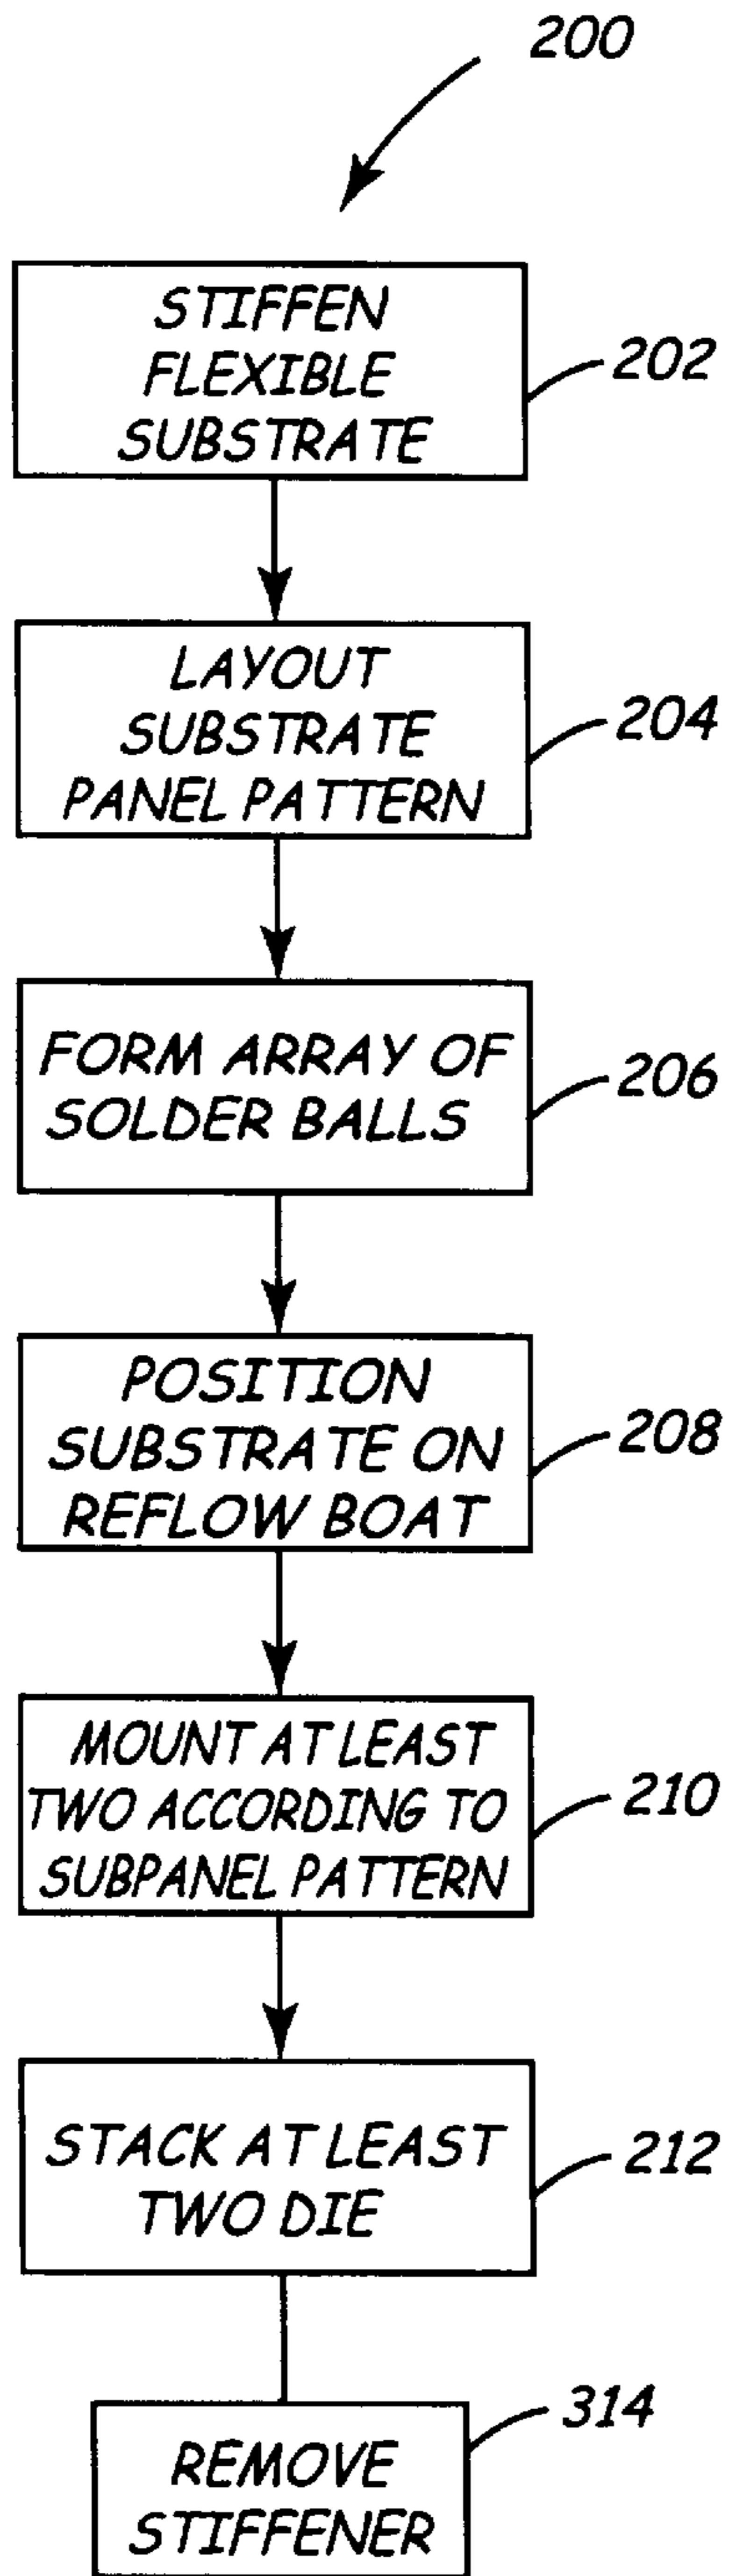 200
STIFFEN
FLEXIBLE
SUBSTRATE
202
LAYOUT
SUBSTRATE
PANEL PATTERN
204
FORM ARRAY OF
SOLDER BALLS
206
POSITION
SUBSTRATE ON
REFLOW BOAT
208
MOUNT AT LEAST
TWO ACCORDING TO
SUBPANEL PATTERN
210
STACK AT LEAST
TWO DIE
212
REMOVE
STIFFENER
314